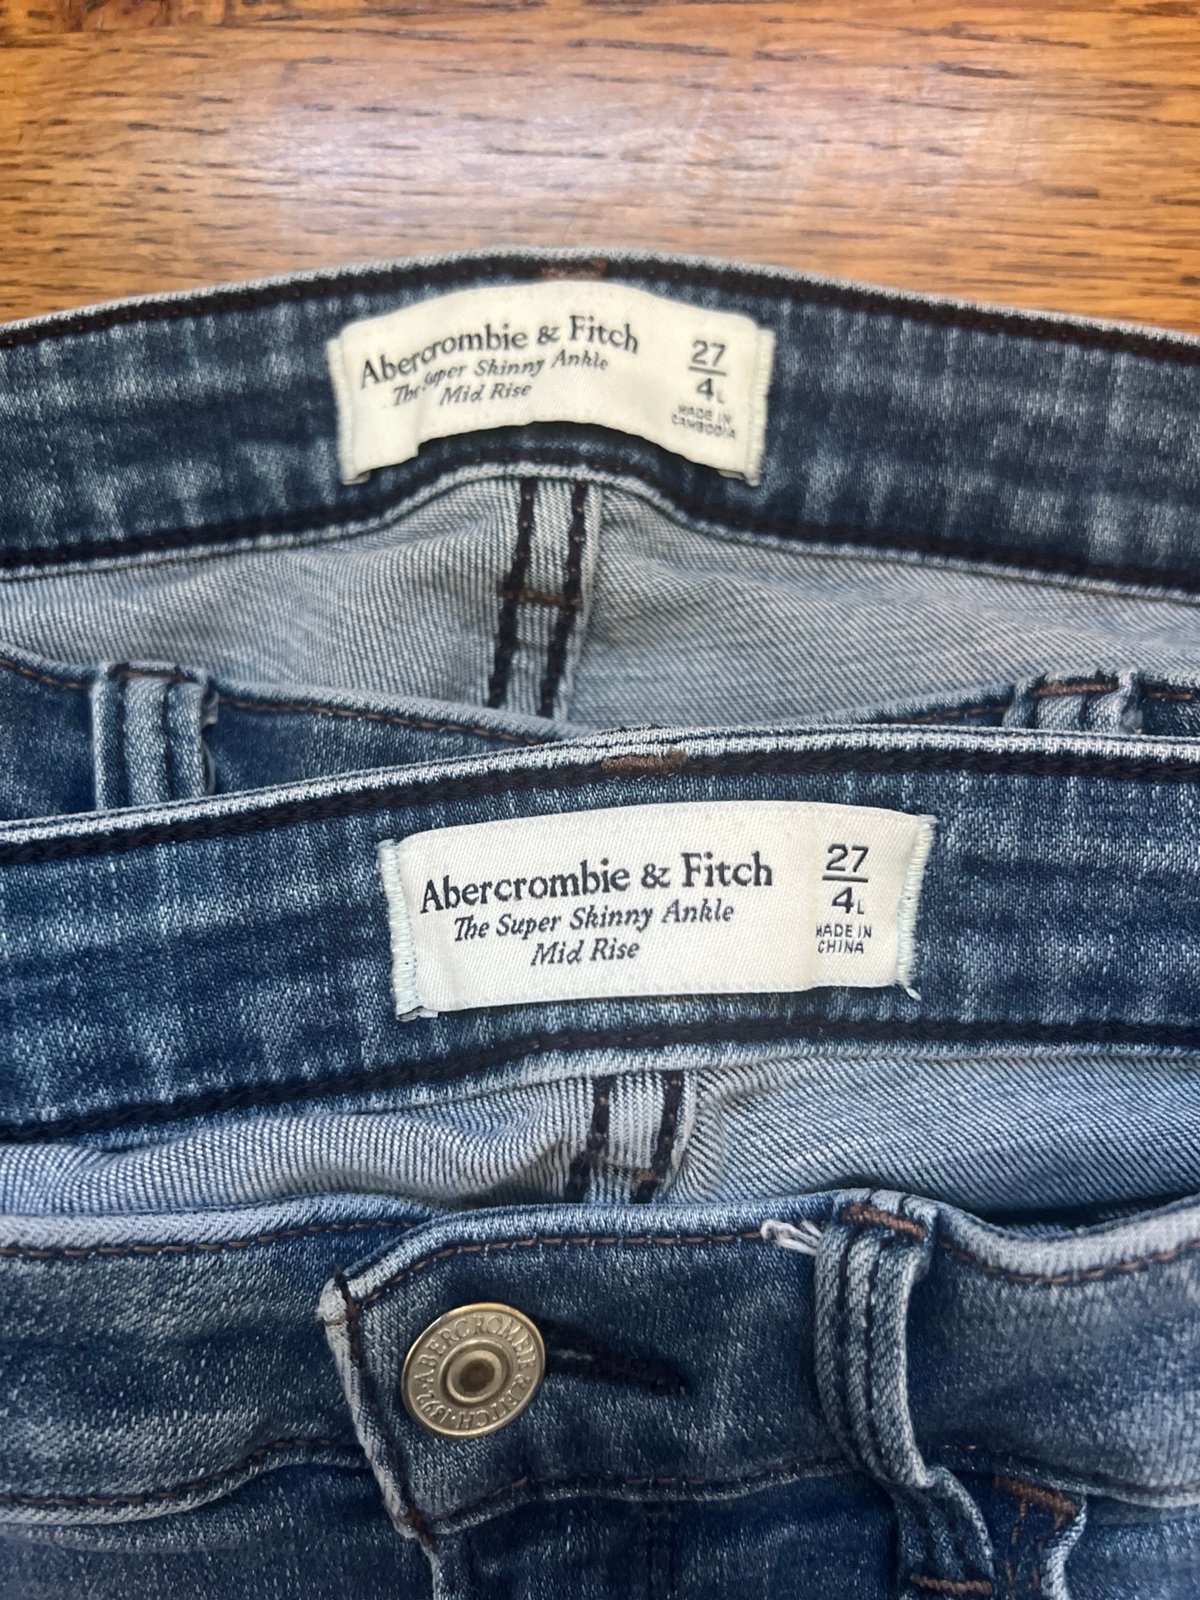 Abercrombie & Fitch
The Super Skinny Ankle
Mid Rise
27
4L
MADE IN
CAMBODIA
Abercrombie & Fitch
The Super Skinny Ankle
Mid Rise
27
4L
MADE IN
CHINA
ABERCROMBIE & FITCH · 1892 ·